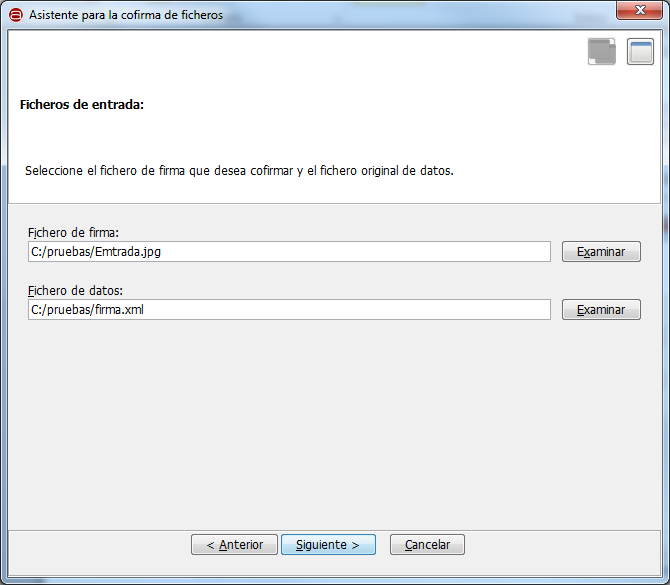 Asistente para la cofirma de ficheros
Ficheros de entrada:
Seleccione el fichero de firma que desea cofirmar y el fichero original de datos.
Fichero de firma:
C:/pruebas/Emtrada.jpg
Examinar
Fichero de datos:
C:/pruebas/firma.xml
Examinar
< Anterior
Siguiente >
Cancelar